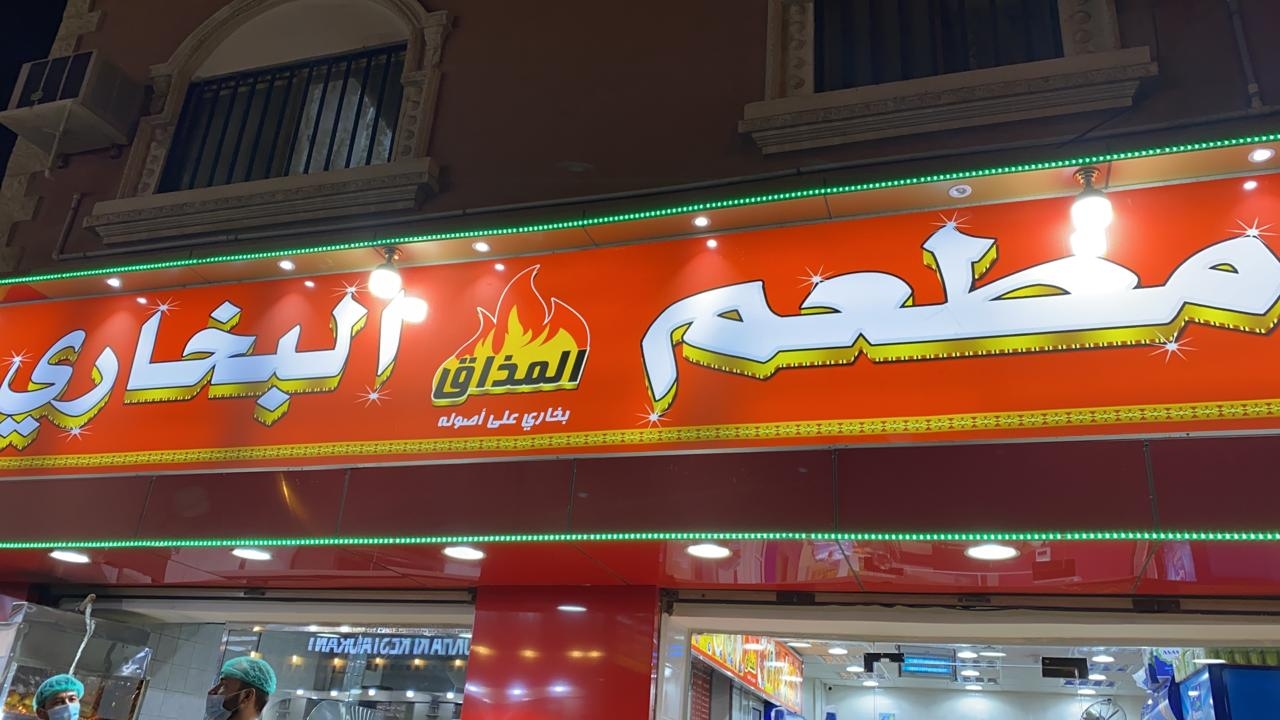 مطعم
المذاق
بخاري على أصوله
البخاري